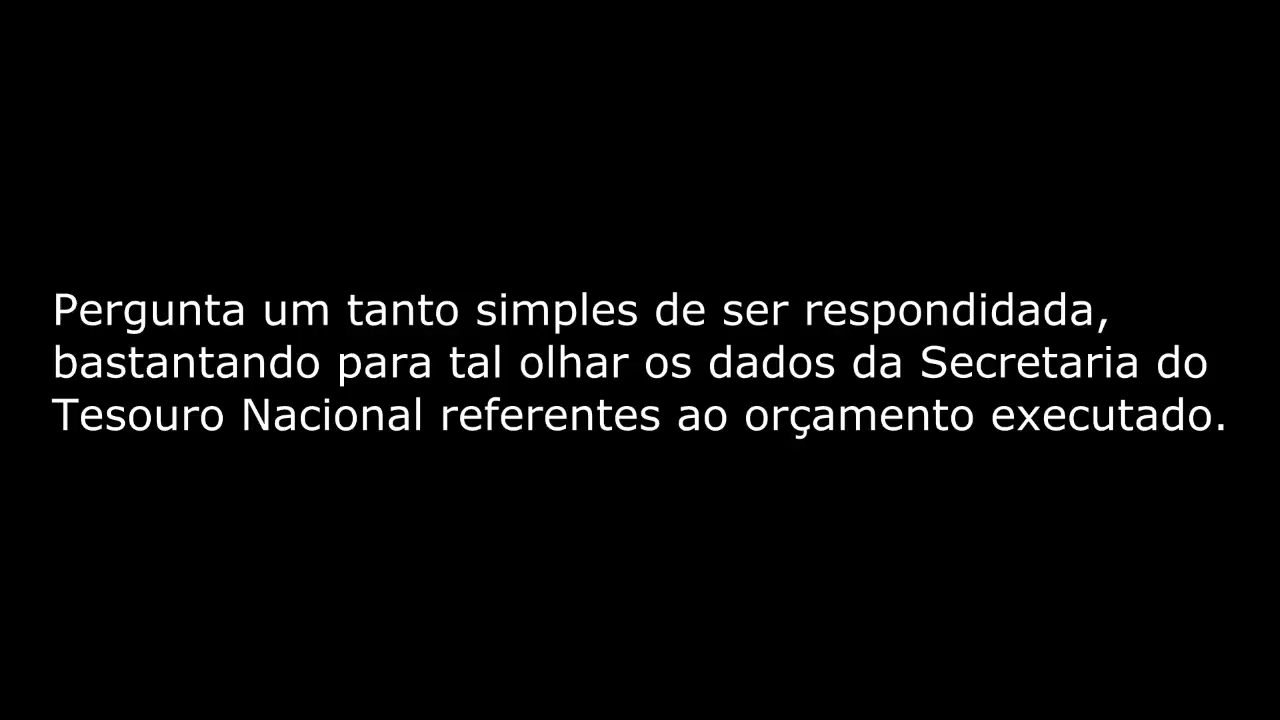 Pergunta um tanto simples de ser respondidada,
bastantando para tal olhar os dados da Secretaria do
Tesouro Nacional referentes ao orçamento executado.